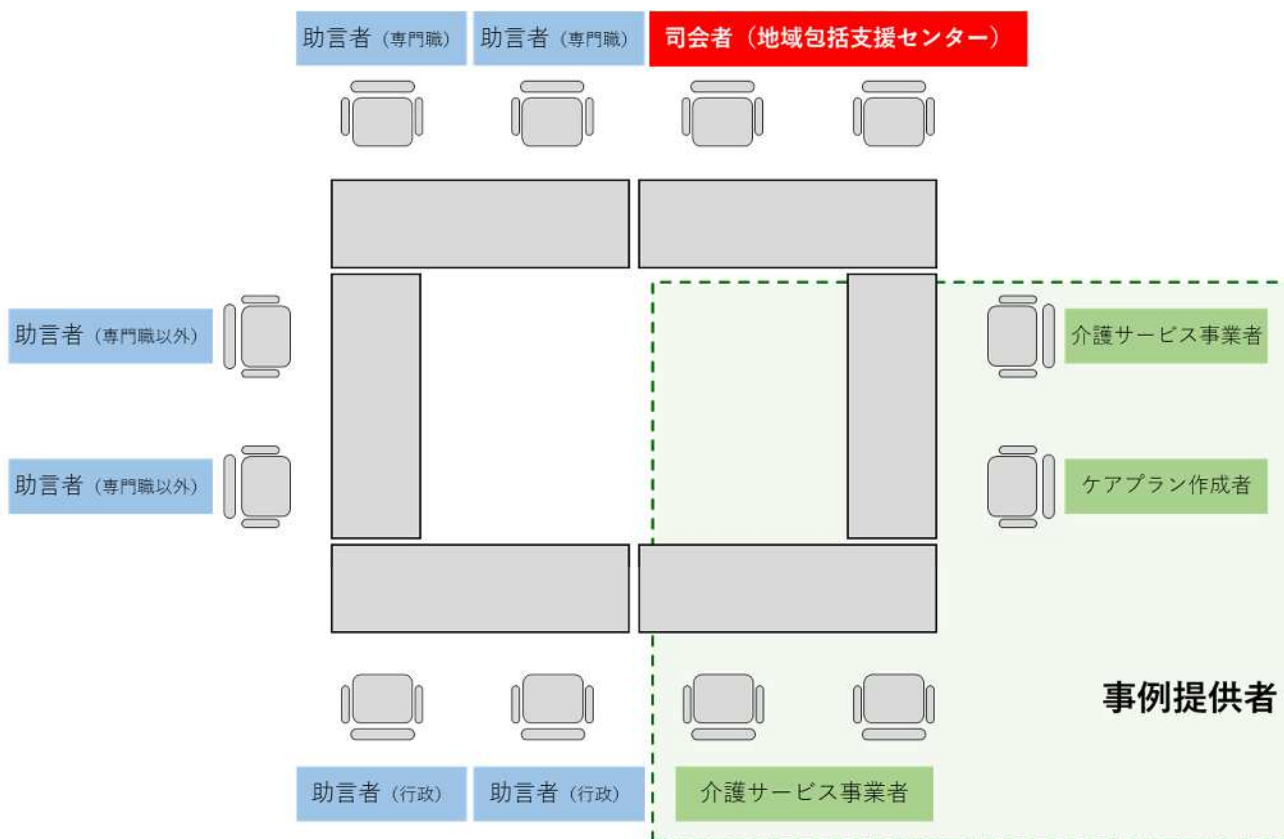 助言者（専門職）
助言者（専門職）
司会者（地域包括支援センター）
助言者（専門職以外）
介護サービス事業者
助言者（専門職以外）
ケアプラン作成者
事例提供者
助言者（行政）
助言者（行政）
介護サービス事業者